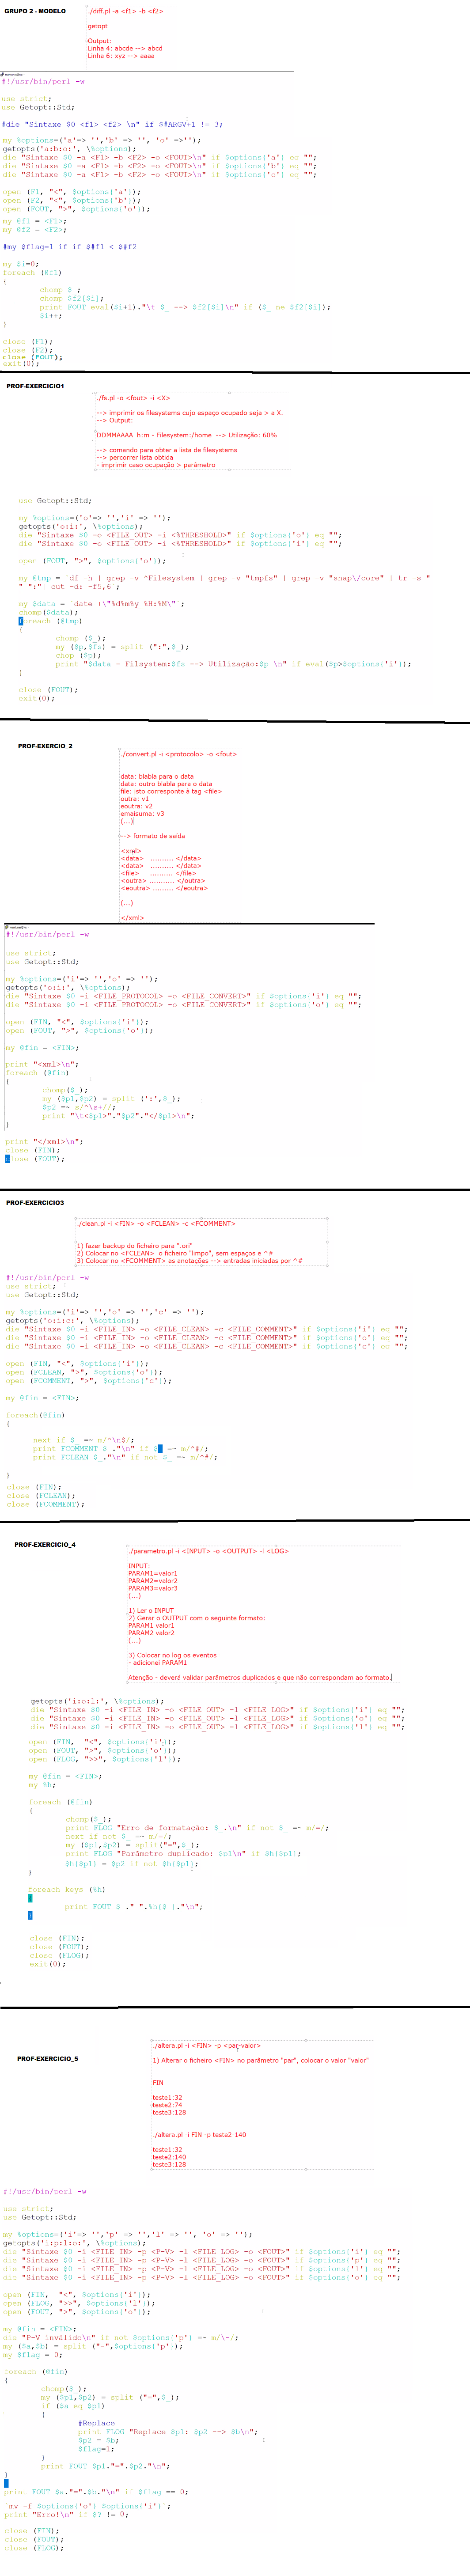 GRUPO 2 - MODELO
./diff.pl -a <f1> -b <f2>
getopt
Output:
Linha 4: abcde --> abcd
Linha 6: xyz --> aaaa
#!/usr/bin/perl -w
use strict;
use Getopt::Std;
#die "Sintaxe $0 <f1> <f2> \n" if $#ARGV+1 != 3;
my %options=('a'=> '','b' => '', 'o' =>'');
getopts('a:b:o:', \%options);
die "Sintaxe $0 -a <F1> -b <F2> -o <FOUT>\n" if $options{'a'} eq "";
die "Sintaxe $0 -a <F1> -b <F2> -o <FOUT>\n" if $options{'b'} eq "";
die "Sintaxe $0 -a <F1> -b <F2> -o <FOUT>\n" if $options{'o'} eq "";
open (F1, "<", $options{'a'});
open (F2, "<", $options{'b'});
open (FOUT, ">", $options{'o'});
my @f1 = <F1>;
my @f2 = <F2>;
#my $flag=1 if if $#f1 < $#f2
my $i=0;
foreach (@f1)
{
chomp $_;
chomp $f2[$i];
print FOUT eval($i+1)."\t $_ --> $f2[$i]\n" if ($_ ne $f2[$i]);
$i++;
}
close (F1);
close (F2);
close (FOUT);
exit(0);
PROF-EXERCICIO1
./fs.pl -o <fout> -i <X>
--> imprimir os filesystems cujo espaço ocupado seja > a X.
--> Output:
DDMMAAAA_h:m - Filesystem:/home --> Utilização: 60%
--> comando para obter a lista de filesystems
--> percorrer lista obtida
- imprimir caso ocupação > parâmetro
use Getopt::Std;
my %options=('o'=> '','i' => '');
getopts('o:i:', \%options);
die "Sintaxe $0 -o <FILE_OUT> -i <%THRESHOLD>" if $options{'o'} eq "";
die "Sintaxe $0 -o <FILE_OUT> -i <%THRESHOLD>" if $options{'i'} eq "";
open (FOUT, ">", $options{'o'});
my @tmp = `df -h | grep -v ^Filesystem | grep -v "tmpfs" | grep -v "snap\/core" | tr -s "
" ":"| cut -d: -f5,6`;
my $data = `date +\"%d%m%y_%H:%M\"`;
chomp($data);
foreach (@tmp)
{
chomp ($_);
my ($p,$fs) = split (":",$_);
chop ($p);
print "$data - Filsystem:$fs --> Utilização:$p \n" if eval($p>$options{'i'});
}
close (FOUT);
exit(0);
PROF-EXERCIO_2
./convert.pl -i <protocolo> -o <fout>
data: blabla para o data
data: outro blabla para o data
file: isto corresponte à tag <file>
outra: v1
eoutra: v2
emaisuma: v3
(...)
--> formato de saída
<xml>
<data> .......... </data>
<data> .......... </data>
<file> .......... </file>
<outra> ........... </outra>
<eoutra> ......... </eoutra>
(...)
</xml>
#!/usr/bin/perl -w
use strict;
use Getopt::Std;
my %options=('i'=> '','o' => '');
getopts('o:i:', \%options);
die "Sintaxe $0 -i <FILE_PROTOCOL> -o <FILE_CONVERT>" if $options{'i'} eq "";
die "Sintaxe $0 -i <FILE_PROTOCOL> -o <FILE_CONVERT>" if $options{'o'} eq "";
open (FIN, "<", $options{'i'});
open (FOUT, ">", $options{'o'});
my @fin = <FIN>;
print "<xml>\n";
foreach (@fin)
{
chomp($_);
my ($p1,$p2) = split (':',$_);
$p2 =~ s/^\s+//;
print "\t<$p1>"."$p2"."</$p1>\n";
}
print "</xml>\n";
close (FIN);
close (FOUT);
PROF-EXERCICIO3
./clean.pl -i <FIN> -o <FCLEAN> -c <FCOMMENT>
1) fazer backup do ficheiro para ".ori"
2) Colocar no <FCLEAN> o ficheiro "limpo", sem espaços e ^#
3) Colocar no <FCOMMENT> as anotações --> entradas iniciadas por ^#
#!/usr/bin/perl -w
use strict;
use Getopt::Std;
my %options=('i'=>'','o' => '','c' => '');
getopts('o:i:c:', \%options);
die "Sintaxe $0 -i <FILE_IN> -o <FILE_CLEAN> -c <FILE_COMMENT>" if $options{'i'} eq "";
die "Sintaxe $0 -i <FILE_IN> -o <FILE_CLEAN> -c <FILE_COMMENT>" if $options{'o'} eq "";
die "Sintaxe $0 -i <FILE_IN> -o <FILE_CLEAN> -c <FILE_COMMENT>" if $options{'c'} eq "";
open (FIN, "<", $options{'i'});
open (FCLEAN, ">", $options{'o'});
open (FCOMMENT, ">", $options{'c'});
my @fin = <FIN>;
foreach(@fin)
{
next if $_ =~ m/^\n$/;
print FCOMMENT $_."\n" if $_ =~ m/^#/;
print FCLEAN $_."\n" if not $_ =~ m/^#/;
}
close (FIN);
close (FCLEAN);
close (FCOMMENT);
PROF-EXERCICIO_4
./parametro.pl -i <INPUT> -o <OUTPUT> -l <LOG>
INPUT:
PARAM1=valor1
PARAM2=valor2
PARAM3=valor3
(...)
1) Ler o INPUT
2) Gerar o OUTPUT com o seguinte formato:
PARAM1 valor1
PARAM2 valor2
(...)
3) Colocar no log os eventos
- adicionei PARAM1
Atenção - deverá validar parâmetros duplicados e que não correspondam ao formato.
getopts('i:o:l:', \%options);
die "Sintaxe $0 -i <FILE_IN> -o <FILE_OUT> -l <FILE_LOG>" if $options{'i'} eq "";
die "Sintaxe $0 -i <FILE_IN> -o <FILE_OUT> -l <FILE_LOG>" if $options{'o'} eq "";
die "Sintaxe $0 -i <FILE_IN> -o <FILE_OUT> -l <FILE_LOG>" if $options{'l'} eq "";
open (FIN, "<", $options{'i'});
open (FOUT, ">", $options{'o'});
open (FLOG, ">>", $options{'l'});
my @fin = <FIN>;
my %h;
foreach (@fin)
{
chomp($_);
print FLOG "Erro de formatação: $_.\n" if not $_ =~ m/=/;
next if not $_ =~ m/=/;
my ($p1,$p2) = split("=",$_);
print FLOG "Parâmetro duplicado: $p1\n" if $h{$p1};
$h{$p1} = $p2 if not $h{$p1};
}
foreach keys (%h)
{
print FOUT $_." ".%h{$_}."\n";
}
close (FIN);
close (FOUT);
close (FLOG);
exit(0);
PROF-EXERCICIO_5
./altera.pl -i <FIN> -p <par-valor>
1) Alterar o ficheiro <FIN> no parâmetro "par", colocar o valor "valor"
FIN
teste1:32
teste2:74
teste3:128
./altera.pl -i FIN -p teste2-140
teste1:32
teste2:140
teste3:128
#!/usr/bin/perl -w
use strict;
use Getopt::Std;
my %options=('i'=> '','p' => '','l' => '', 'o' => '');
getopts('i:p:l:o:', \%options);
die "Sintaxe $0 -i <FILE_IN> -p <P-V> -l <FILE_LOG> -o <FOUT>" if $options{'i'} eq "";
die "Sintaxe $0 -i <FILE_IN> -p <P-V> -l <FILE_LOG> -o <FOUT>" if $options{'p'} eq "";
die "Sintaxe $0 -i <FILE_IN> -p <P-V> -l <FILE_LOG> -o <FOUT>" if $options{'l'} eq "";
die "Sintaxe $0 -i <FILE_IN> -p <P-V> -l <FILE_LOG> -o <FOUT>" if $options{'o'} eq "";
open (FIN, "<", $options{'i'});
open (FLOG, ">>", $options{'l'});
open (FOUT, ">", $options{'o'});
my @fin = <FIN>;
die "P-V inválido\n" if not $options{'p'} =~ m/\-/;
my ($a,$b) = split ("-",$options{'p'});
my $flag = 0;
foreach (@fin)
{
chomp($_);
my ($p1,$p2) = split ("=",$_);
if ($a eq $p1)
{
#Replace
print FLOG "Replace $p1: $p2 --> $b\n";
$p2 = $b;
$flag=1;
}
print FOUT $p1."=".$p2."\n";
}
print FOUT $a."=".$b."\n" if $flag == 0;
`mv -f $options{'o'} $options{'i'}`;
print "Erro!\n" if $? != 0;
close (FIN);
close (FOUT);
close (FLOG);